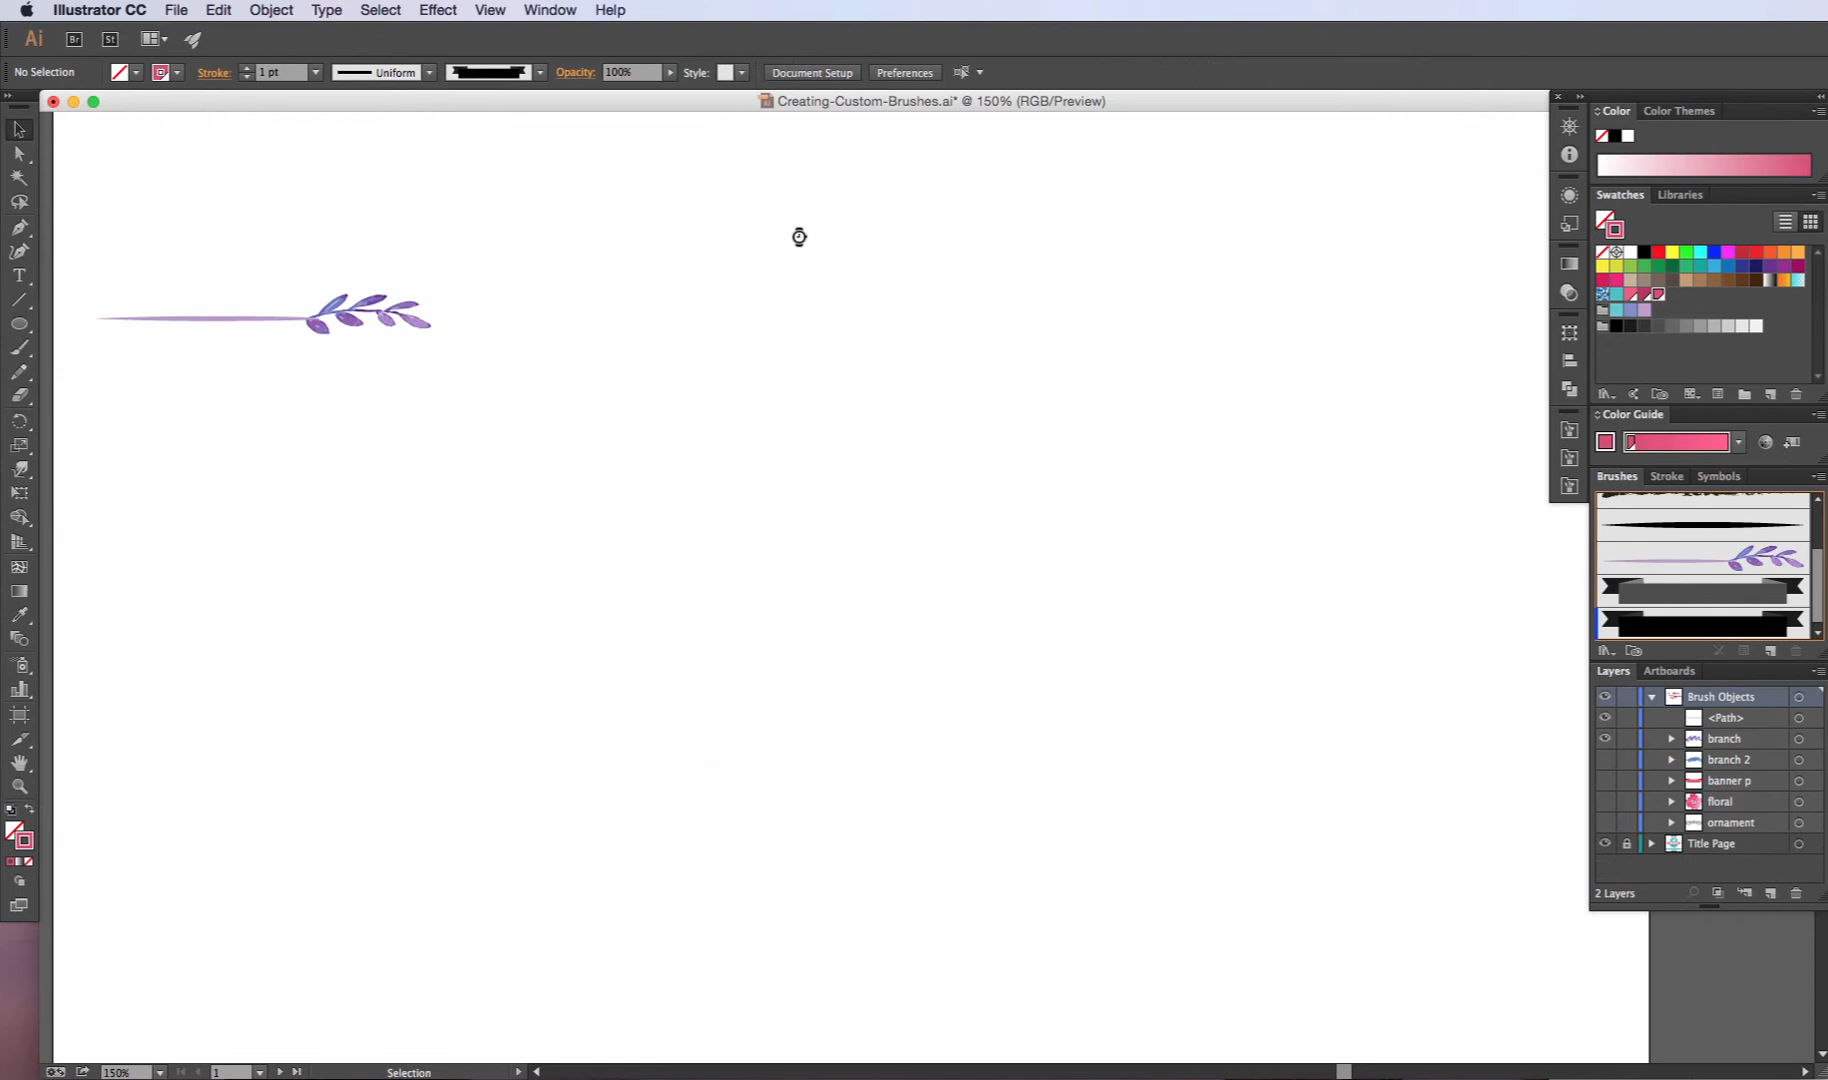 Illustrator CC File Edit Object Type Select Effect View Window Help
Ai Br St
No Selection Stroke: 1 pt Uniform Opacity: 100% Style: Document Setup Preferences
Creating-Custom-Brushes.ai* @ 150% (RGB/Preview)
Color Color Themes
Swatches Libraries
Color Guide
Brushes Stroke Symbols
Layers Artboards
Brush Objects
<Path>
branch
branch 2
banner p
floral
ornament
Title Page
2 Layers
150% 1 Selection